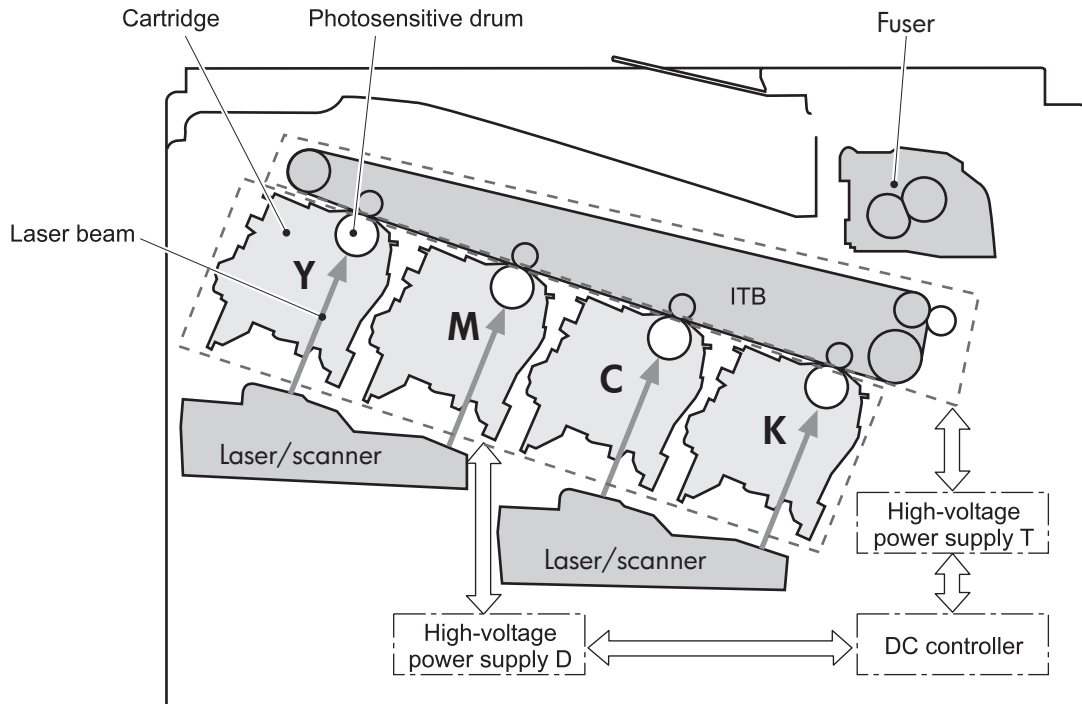 Cartridge
Photosensitive drum
Fuser
Laser beam
Y
ITB
M
C
K
Laser/scanner
High-voltage
power supply T
Laser/scanner
High-voltage
power supply D
DC controller